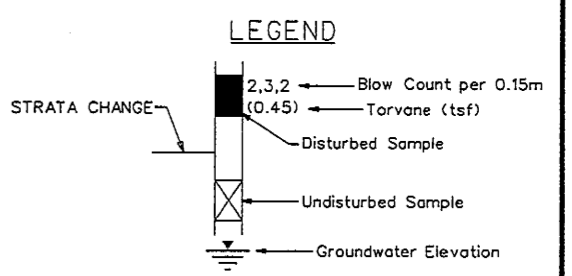 LEGEND
2,3,2
Blow Count per 0.15m
(0.45)
Torvane (tsf)
STRATA CHANGE
Disturbed Sample
Undisturbed Sample
Groundwater Elevation